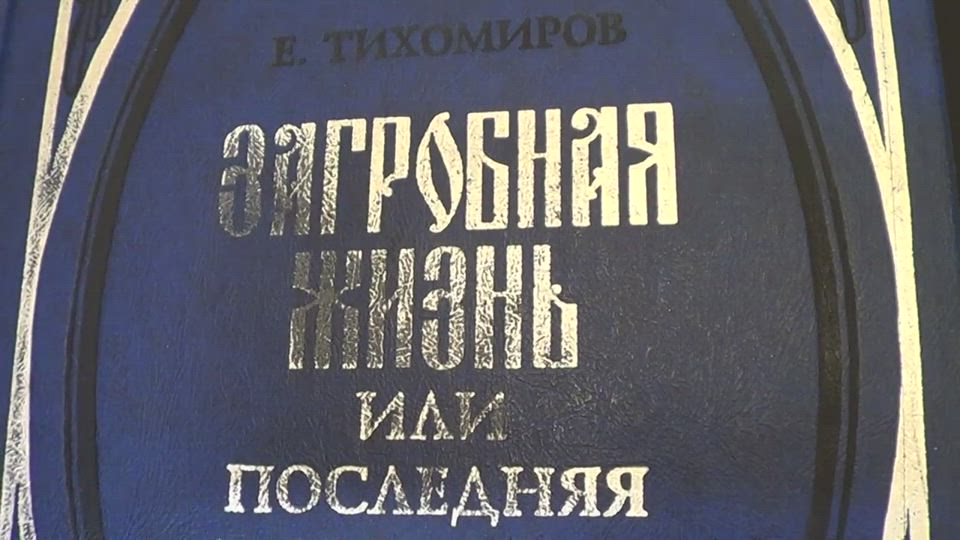 Е. ТИХОМИРОВ
ЗАГРОБНАЯ
ЖИЗНЬ
ИЛИ
ПОСЛЕДНЯЯ